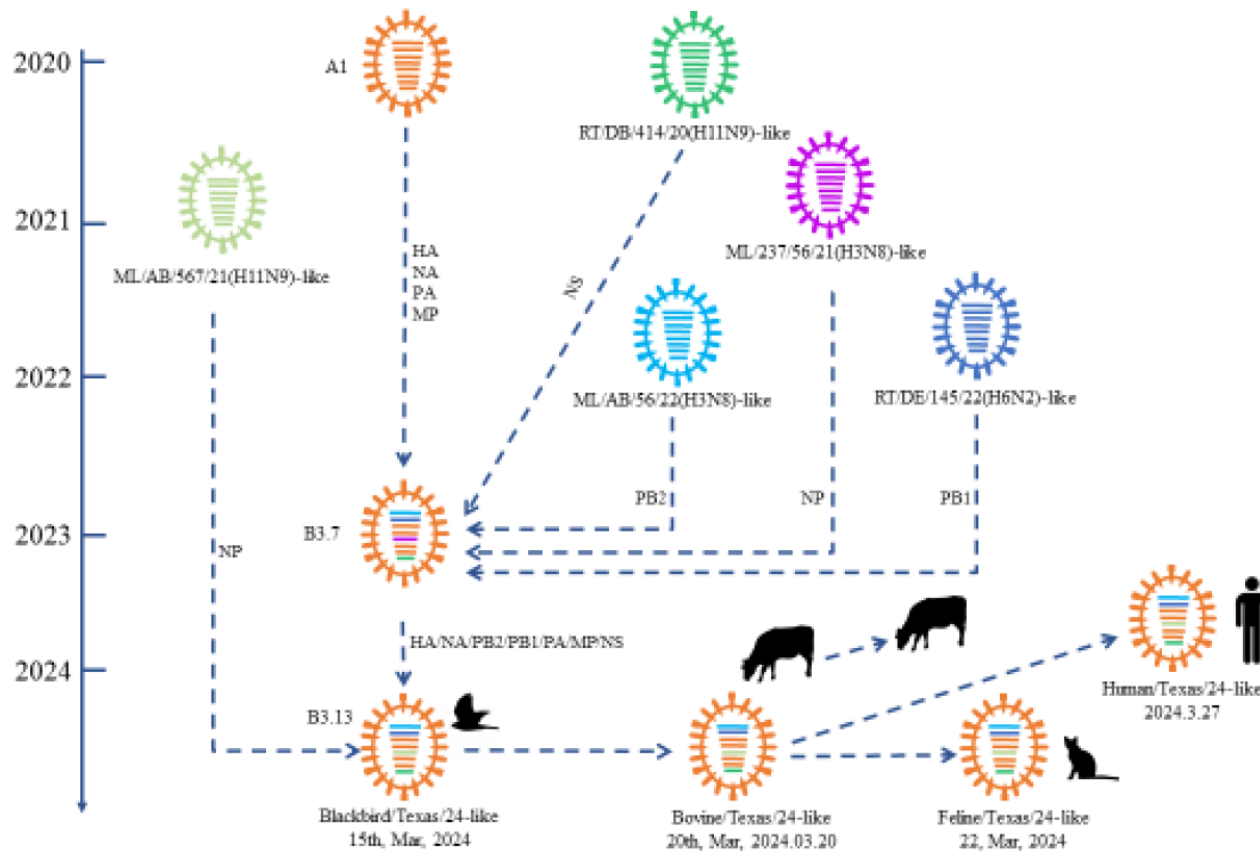 2020
A1
RT/DB/414/20(H11N9)-like
2021
ML/AB/567/21(H11N9)-like
HA
NA
PA
MP
NS
ML/237/56/21(H3N8)-like
2022
ML/AB/56/22(H3N8)-like
RT/DE/145/22(H6N2)-like
PB2
NP
PB1
2023
B3.7
NP
HA/NA/PB2/PB1/PA/MP/NS
2024
Human/Texas/24-like
2024.3.27
B3.13
Blackbird/Texas/24-like
15th, Mar, 2024
Bovine/Texas/24-like
20th, Mar, 2024.03.20
Feline/Texas/24-like
22, Mar, 2024